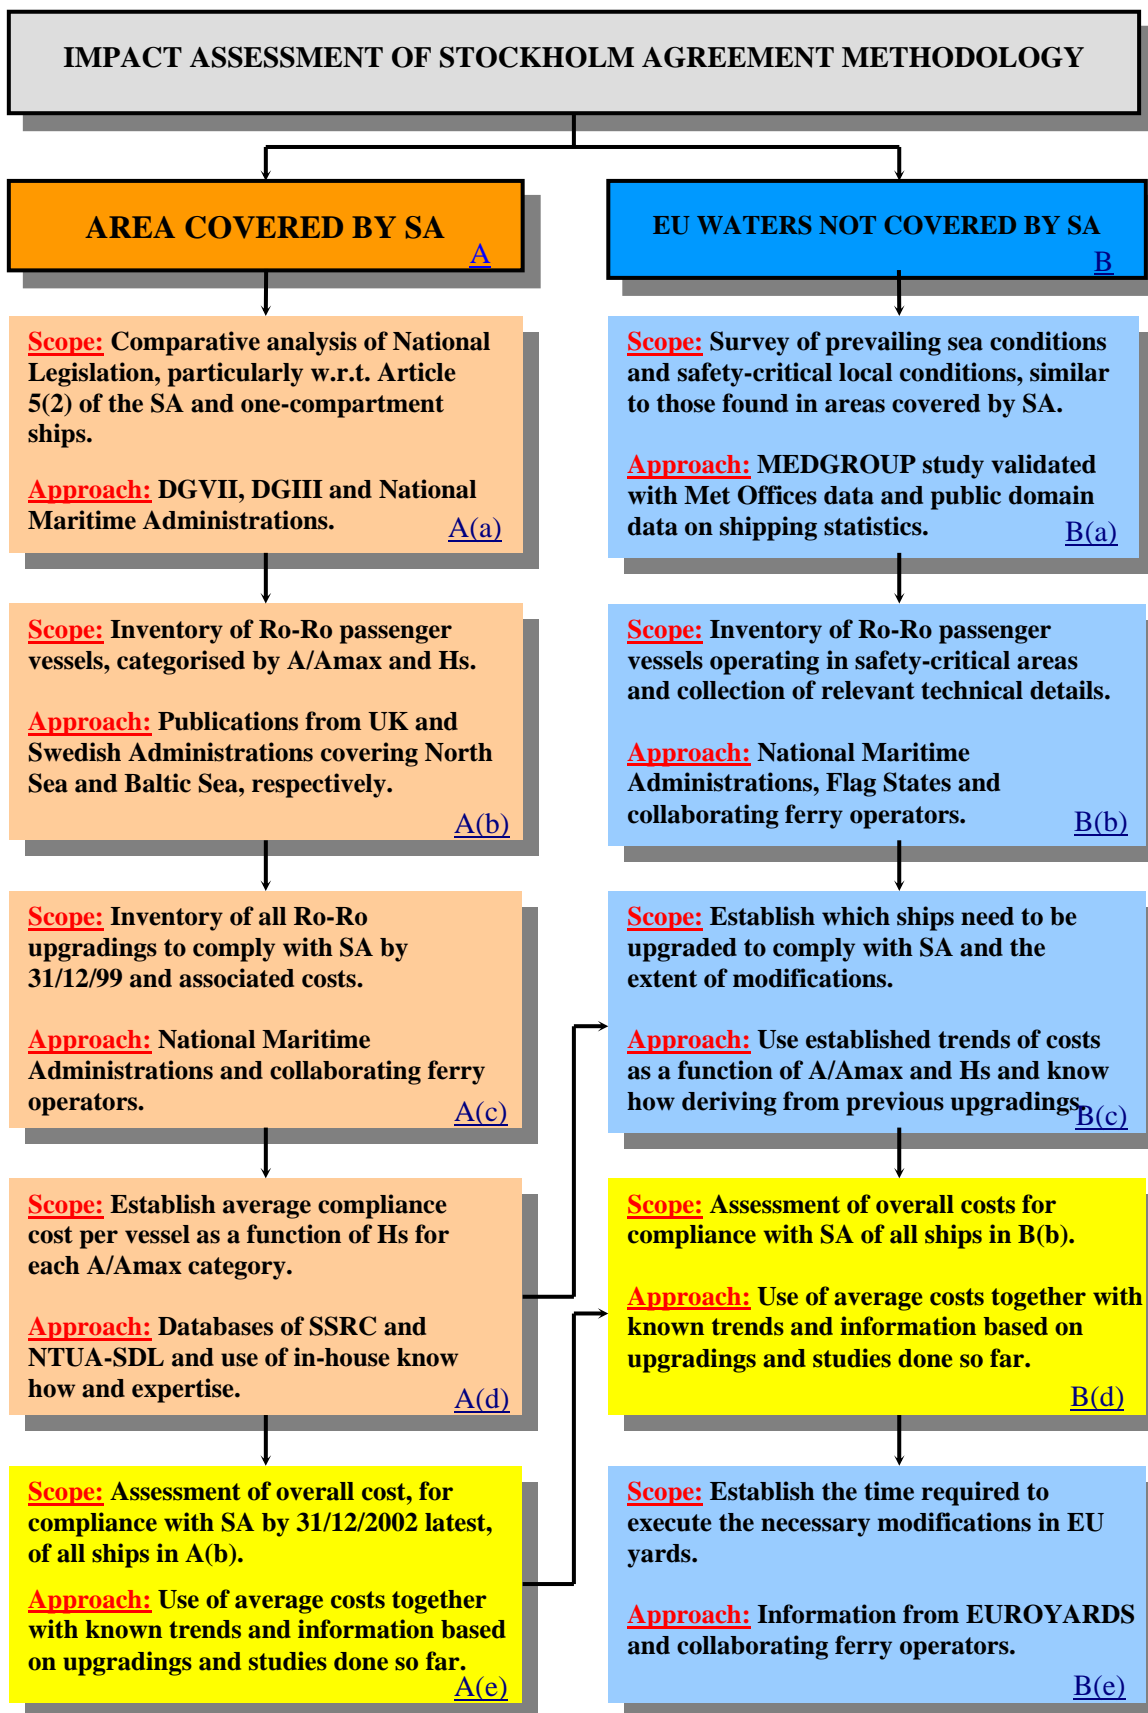 IMPACT ASSESSMENT OF STOCKHOLM AGREEMENT METHODOLOGY
AREA COVERED BY SA
A
Scope: Comparative analysis of National
Legislation, particularly w.r.t. Article
5(2) of the SA and one-compartment
ships.
Approach: DGVII, DGIII and National
Maritime Administrations.
A(a)
Scope: Inventory of Ro-Ro passenger
vessels, categorised by A/Amax and Hs.
Approach: Publications from UK and
Swedish Administrations covering North
Sea and Baltic Sea, respectively.
A(b)
Scope: Inventory of all Ro-Ro
upgradings to comply with SA by
31/12/99 and associated costs.
Approach: National Maritime
Administrations and collaborating ferry
operators.
A(c)
Scope: Establish average compliance
cost per vessel as a function of Hs for
each A/Amax category.
Approach: Databases of SSRC and
NTUA-SDL and use of in-house know
how and expertise.
A(d)
Scope: Assessment of overall cost, for
compliance with SA by 31/12/2002 latest,
of all ships in A(b).
Approach: Use of average costs together
with known trends and information based
on upgradings and studies done so far.
A(e)
EU WATERS NOT COVERED BY SA
B
Scope: Survey of prevailing sea conditions
and safety-critical local conditions, similar
to those found in areas covered by SA.
Approach: MEDGROUP study validated
with Met Offices data and public domain
data on shipping statistics.
B(a)
Scope: Inventory of Ro-Ro passenger
vessels operating in safety-critical areas
and collection of relevant technical details.
Approach: National Maritime
Administrations, Flag States and
collaborating ferry operators.
B(b)
Scope: Establish which ships need to be
upgraded to comply with SA and the
extent of modifications.
Approach: Use established trends of costs
as a function of A/Amax and Hs and know
how deriving from previous upgradings.
B(c)
Scope: Assessment of overall costs for
compliance with SA of all ships in B(b).
Approach: Use of average costs together with
known trends and information based on
upgradings and studies done so far.
B(d)
Scope: Establish the time required to
execute the necessary modifications in EU
yards.
Approach: Information from EUROYARDS
and collaborating ferry operators.
B(e)